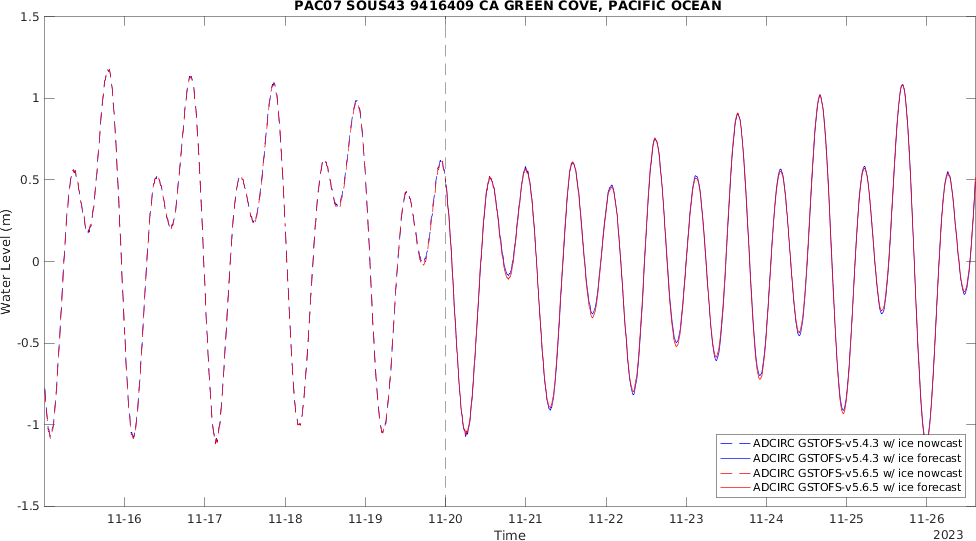 PAC07 SOUS43 9416409 CA GREEN COVE, PACIFIC OCEAN
1.5
1
0.5
0
-0.5
-1
-1.5
Water Level (m)
11-16
11-17
11-18
11-19
11-20
11-21
11-22
11-23
11-24
11-25
11-26
2023
Time
ADCIRC GSTOFS-v5.4.3 w/ ice nowcast
ADCIRC GSTOFS-v5.4.3 w/ ice forecast
ADCIRC GSTOFS-v5.6.5 w/ ice nowcast
ADCIRC GSTOFS-v5.6.5 w/ ice forecast